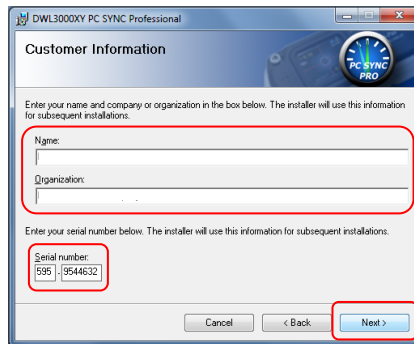 DWL3000XY PC SYNC Professional
Customer Information
PC SYNC
PRO
Enter your name and company or organization in the box below. The installer will use this information
for subsequent installations.
Name:
Organization:
Enter your serial number below. The installer will use this information for subsequent installations.
Serial number:
595 - 9544632
Cancel < Back Next >